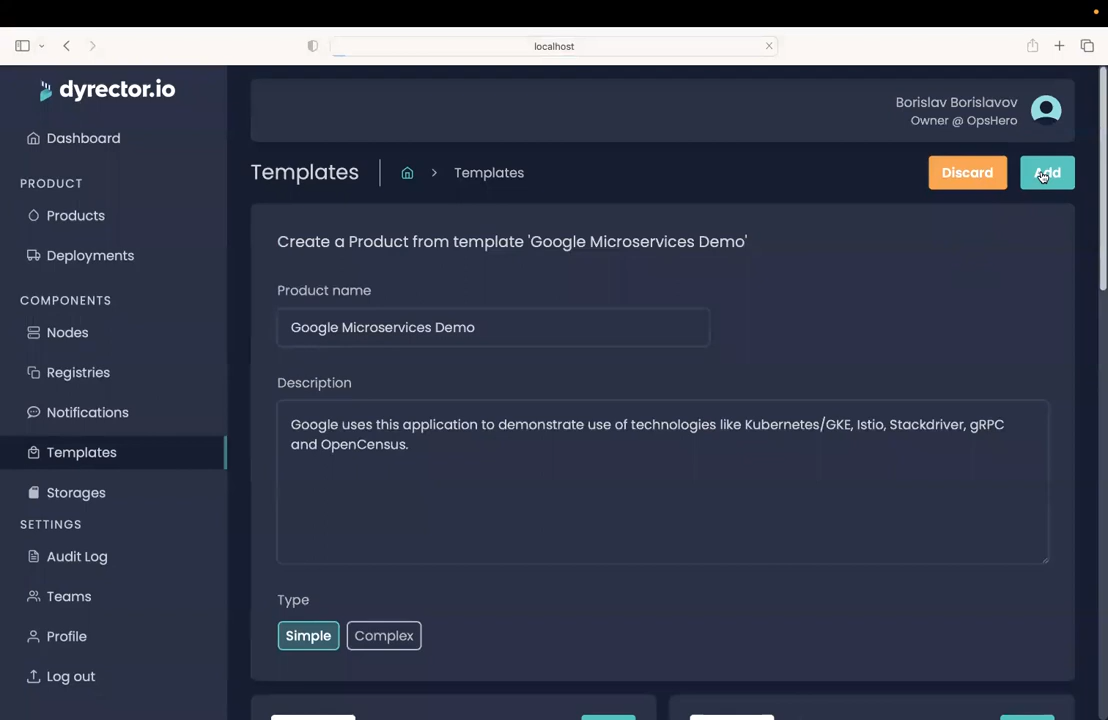 localhost
dyrector.io
Borislav Borislavov
Owner @ OpsHero
Dashboard
PRODUCT
Products
Deployments
COMPONENTS
Nodes
Registries
Notifications
Templates
Storages
SETTINGS
Audit Log
Teams
Profile
Log out
Templates
Templates
Discard
Add
Create a Product from template 'Google Microservices Demo'
Product name
Google Microservices Demo
Description
Google uses this application to demonstrate use of technologies like Kubernetes/GKE, Istio, Stackdriver, gRPC
and OpenCensus.
Type
Simple
Complex